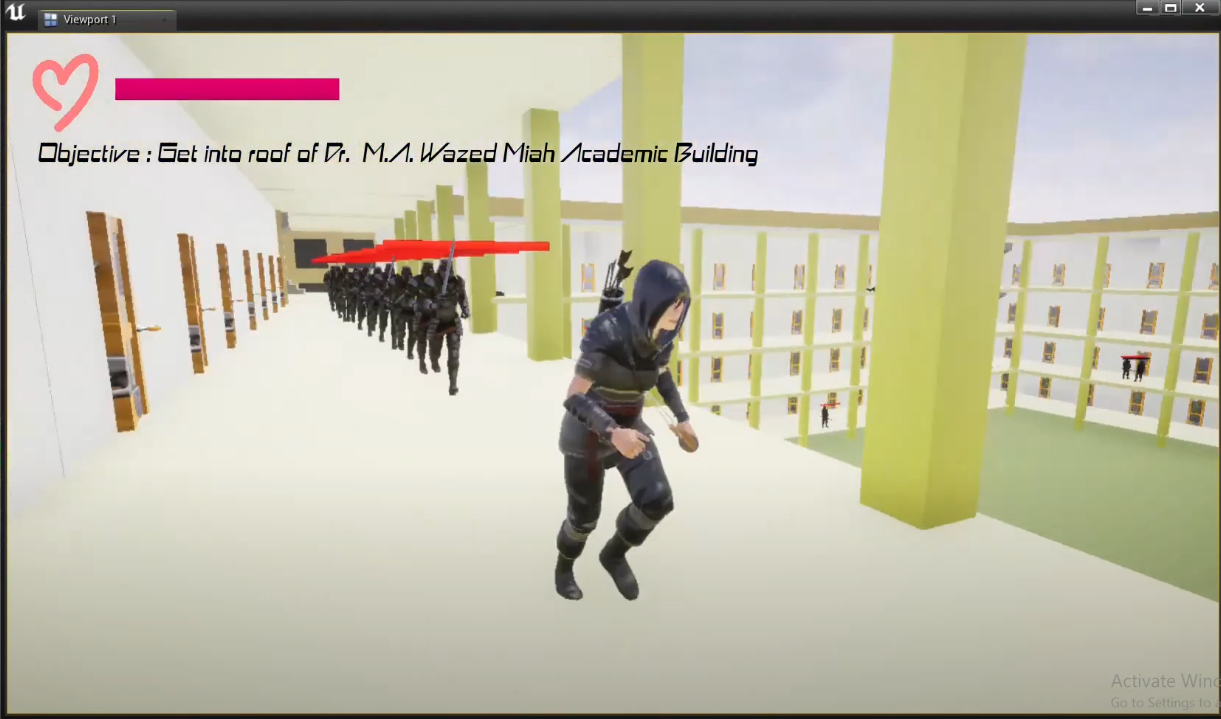 Viewport 1
Objective : Get into roof of Dr. M.A. Wazed Miah Academic Building
Activate Wind
Go to Settings to a